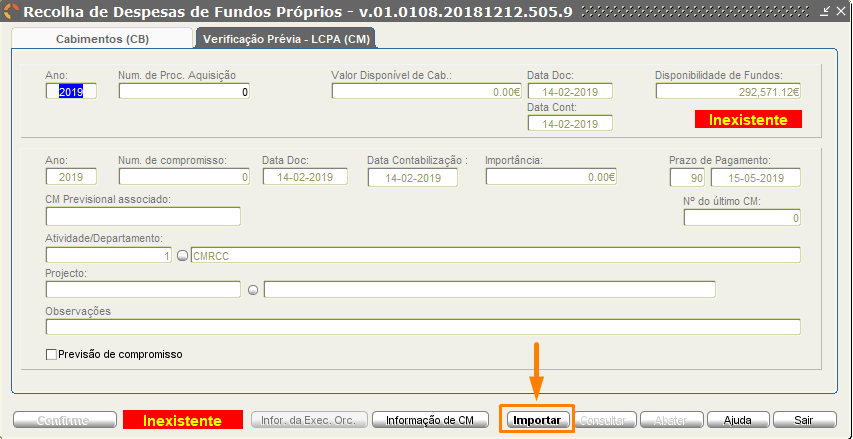 Recolha de Despesas de Fundos Próprios - v.01.0108.20181212.505.9
Cabimentos (CB) Verificação Prévia - LCPA (CM)
Ano: Num. de Proc. Aquisição Valor Disponível de Cab.: Data Doc: Disponibilidade de Fundos:
2019 0 0.00€ 14-02-2019 292,571.12€
Data Cont:
14-02-2019 Inexistente
Ano: Num. de compromisso: Data Doc: Data Contabilização : Importância: Prazo de Pagamento:
2019 0 14-02-2019 14-02-2019 0.00€ 90 15-05-2019
CM Previsional associado: Nº do último CM:
0
Atividade/Departamento:
1 CMRCC
Projecto:
Observações
Previsão de compromisso
Confirme Inexistente Infor. da Exec. Orc. Informação de CM Importar Consultar Abater Ajuda Sair